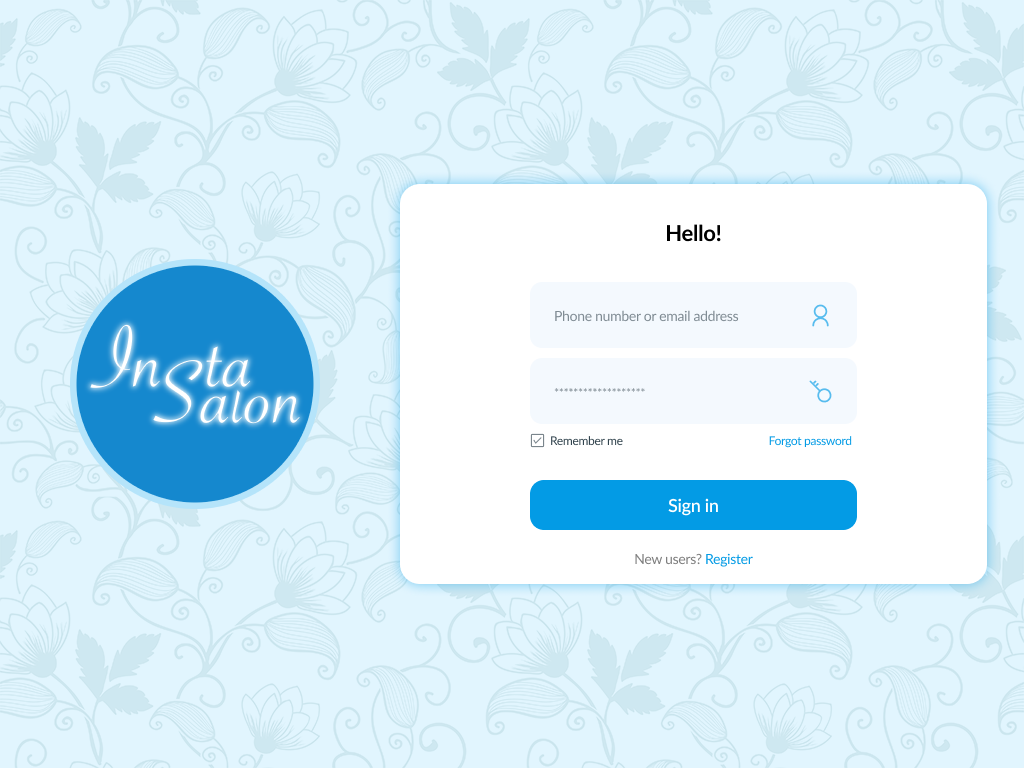 Insta
Salon
Hello!
Phone number or email address
*******************
Remember me
Forgot password
Sign in
New users? Register